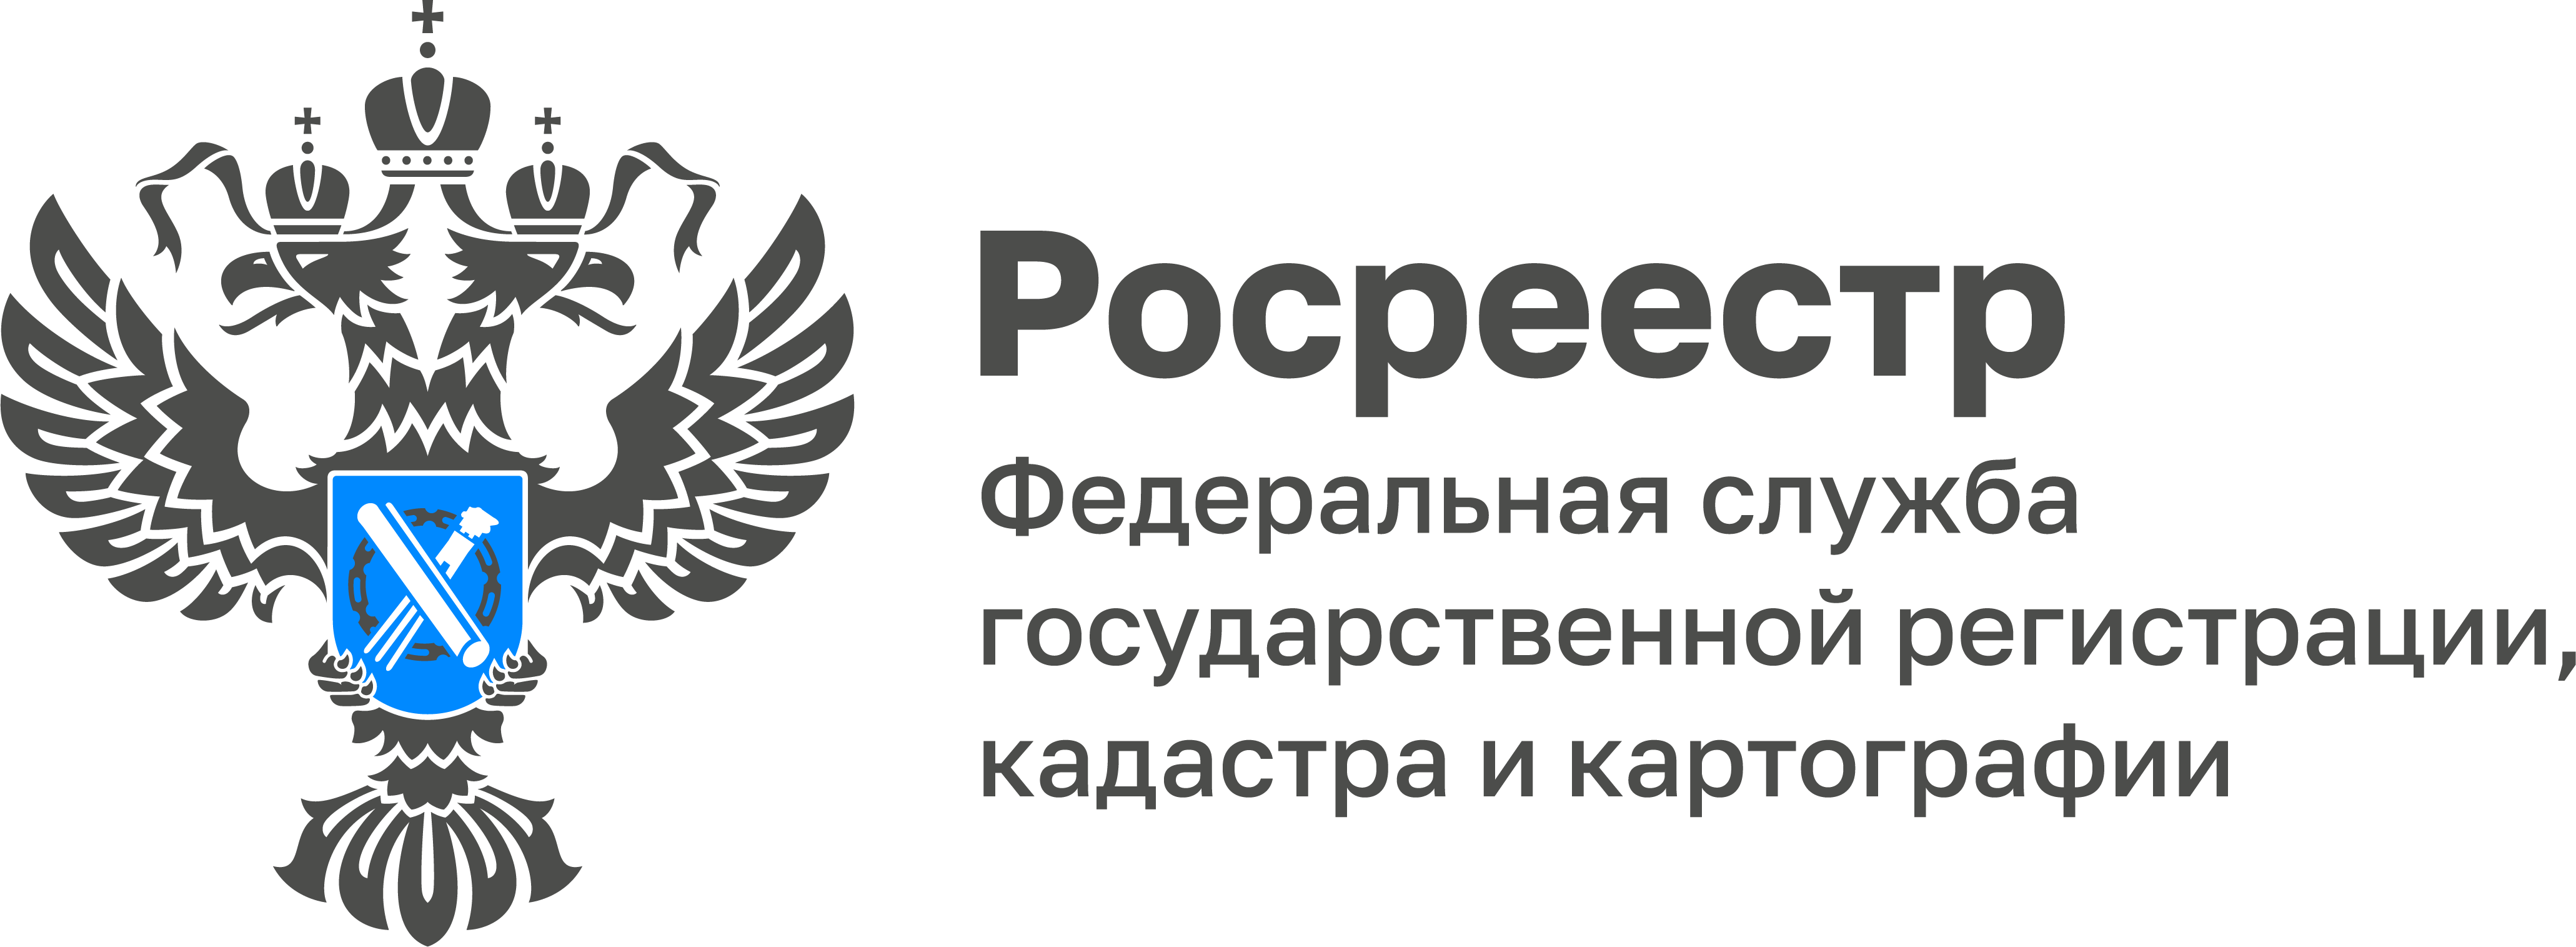 Росреестр
Федеральная служба
государственной регистрации,
кадастра и картографии